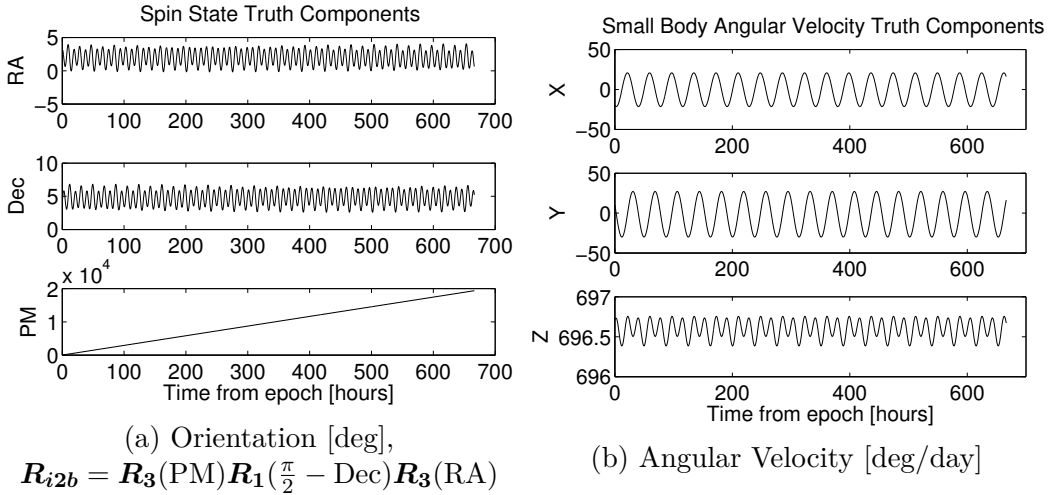 Spin State Truth Components
5
0
−5
RA
0 100 200 300 400 500 600 700
10
5
0
Dec
0 100 200 300 400 500 600 700
x 10^4
2
1
0
PM
0 100 200 300 400 500 600 700
Time from epoch [hours]
(a) Orientation [deg],
R_{i2b} = R_3(PM)R_1(π/2 − Dec)R_3(RA)
Small Body Angular Velocity Truth Components
50
0
−50
X
0 200 400 600
50
0
−50
Y
0 200 400 600
697
696.5
696
Z
0 200 400 600
Time from epoch [hours]
(b) Angular Velocity [deg/day]